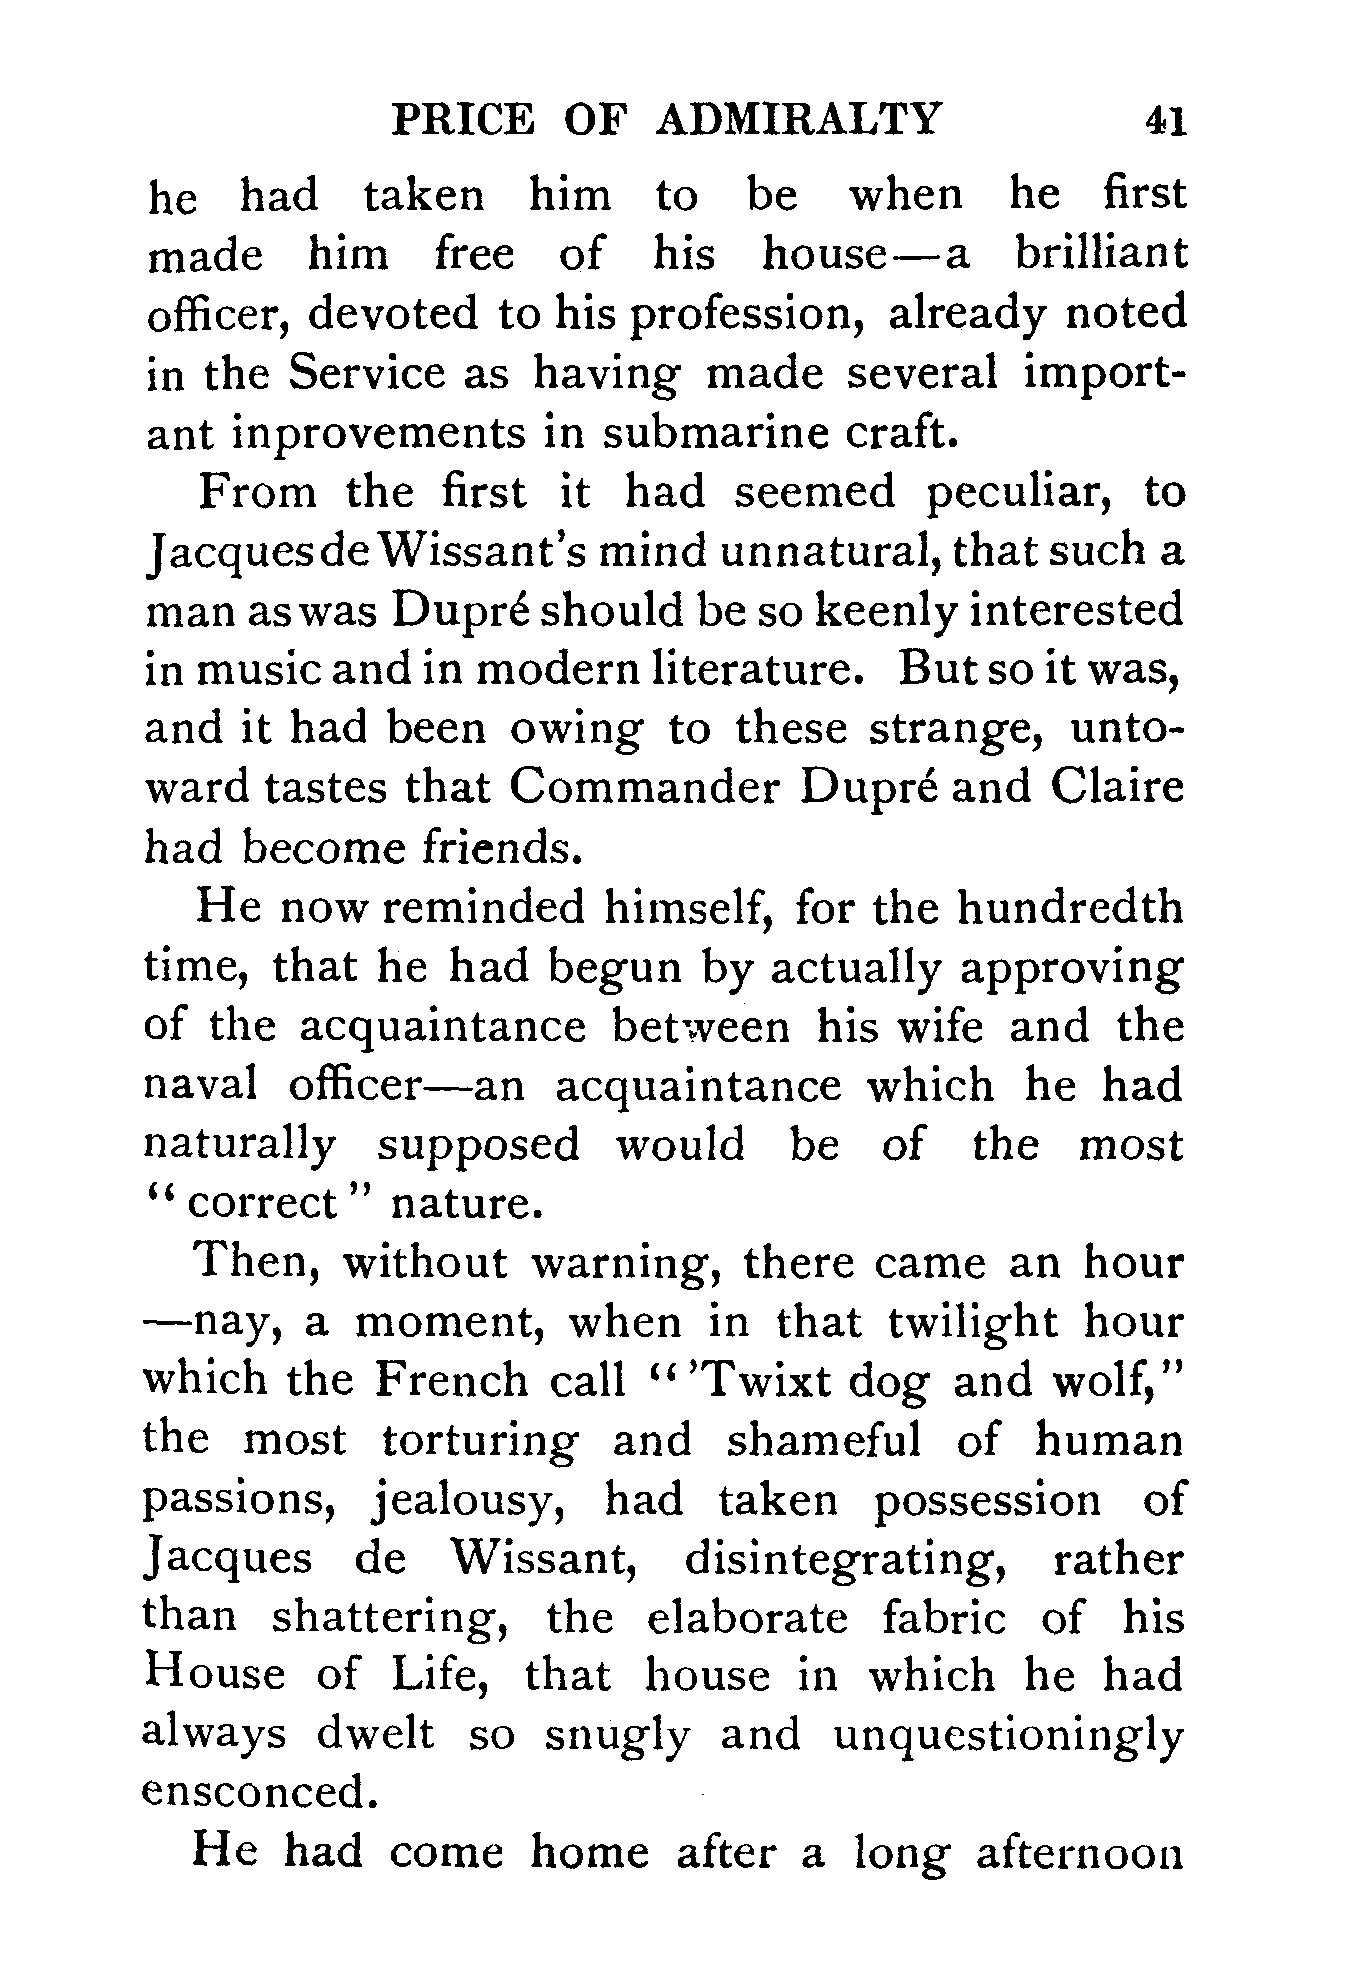 PRICE OF ADMIRALTY 41
he had taken him to be when he first
made him free of his house—a brilliant
officer, devoted to his profession, already noted
in the Service as having made several import-
ant inprovements in submarine craft.
From the first it had seemed peculiar, to
Jacques de Wissant's mind unnatural, that such a
man as was Dupré should be so keenly interested
in music and in modern literature. But so it was,
and it had been owing to these strange, unto-
ward tastes that Commander Dupré and Claire
had become friends.
He now reminded himself, for the hundredth
time, that he had begun by actually approving
of the acquaintance between his wife and the
naval officer—an acquaintance which he had
naturally supposed would be of the most
“ correct ” nature.
Then, without warning, there came an hour
—nay, a moment, when in that twilight hour
which the French call “ ’Twixt dog and wolf,”
the most torturing and shameful of human
passions, jealousy, had taken possession of
Jacques de Wissant, disintegrating, rather
than shattering, the elaborate fabric of his
House of Life, that house in which he had
always dwelt so snugly and unquestioningly
ensconced.
He had come home after a long afternoon